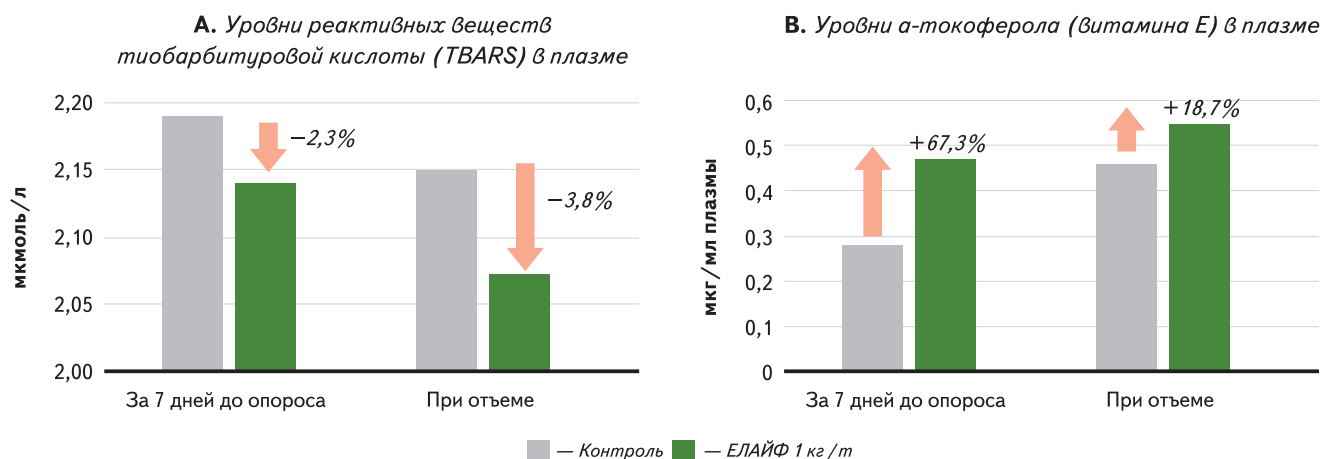 A. Уровни реактивных веществ
тиобарбитуровой кислоты (TBARS) в плазме
мкмоль/л
2,20
2,15
2,10
2,05
2,00
−2,3%
−3,8%
За 7 дней до опороса
При отъеме
B. Уровни а-токоферола (витамина Е) в плазме
мкг/мл плазмы
0,6
0,5
0,4
0,3
0,2
0,1
0
+67,3%
+18,7%
За 7 дней до опороса
При отъеме
— Контроль
— ЕЛАЙФ 1 кг/т